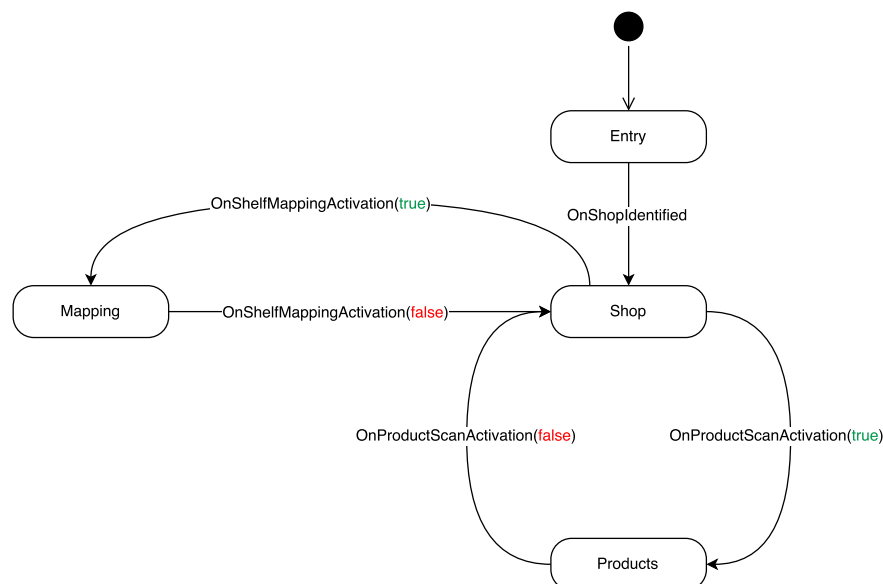 Entry
OnShelfMappingActivation(true)
OnShopIdentified
Mapping
OnShelfMappingActivation(false)
Shop
OnProductScanActivation(false)
OnProductScanActivation(true)
Products